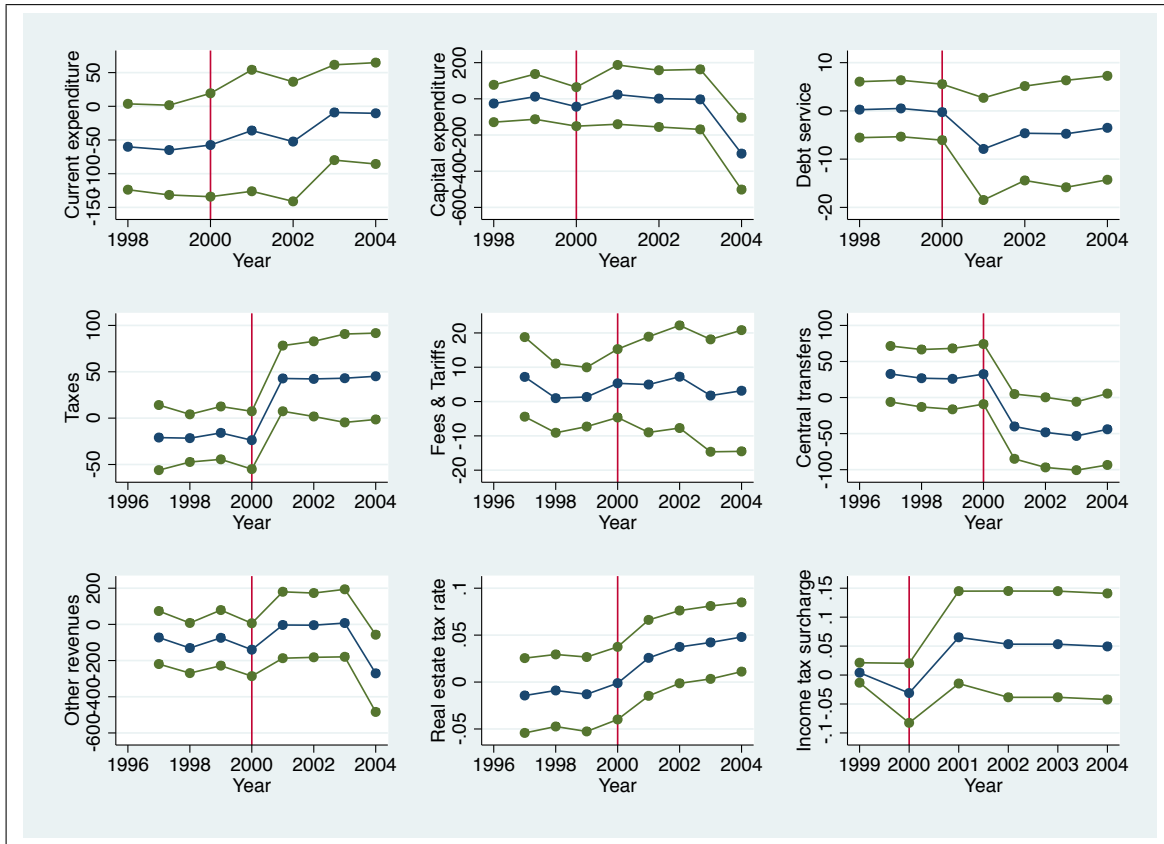 Current expenditure
-150 -100 -50 0 50
1998 2000 2002 2004
Year
Capital expenditure
-600 -400 -200 0 200
1998 2000 2002 2004
Year
Debt service
-20 -10 0 10
1998 2000 2002 2004
Year
Taxes
-50 0 50 100
1996 1998 2000 2002 2004
Year
Fees & Tariffs
-20 -10 0 10 20
1996 1998 2000 2002 2004
Year
Central transfers
-100 -50 0 50 100
1996 1998 2000 2002 2004
Year
Other revenues
-600 -400 -200 0 200
1996 1998 2000 2002 2004
Year
Real estate tax rate
-.05 0 .05 .1
1996 1998 2000 2002 2004
Year
Income tax surcharge
-.1 -.05 0 .05 .1 .15
1999 2000 2001 2002 2003 2004
Year